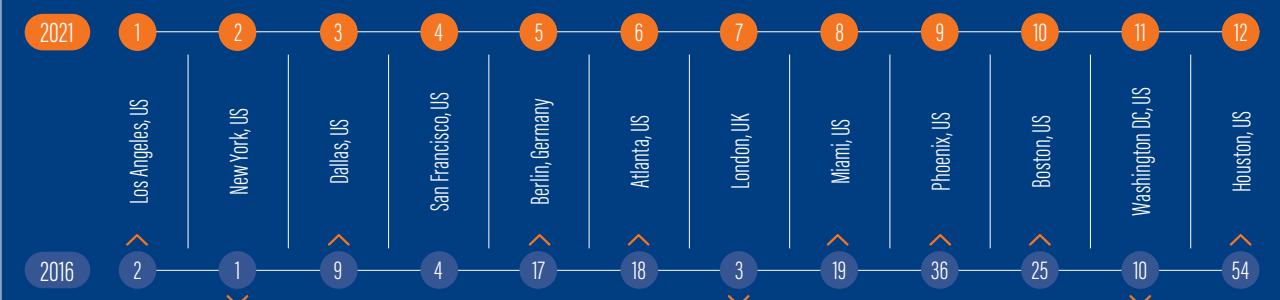 2021 1 2 3 4 5 6 7 8 9 10 11 12
Los Angeles, US
New York, US
Dallas, US
San Francisco, US
Berlin, Germany
Atlanta, US
London, UK
Miami, US
Phoenix, US
Boston, US
Washington DC, US
Houston, US
2016 2 1 9 4 17 18 3 19 36 25 10 54